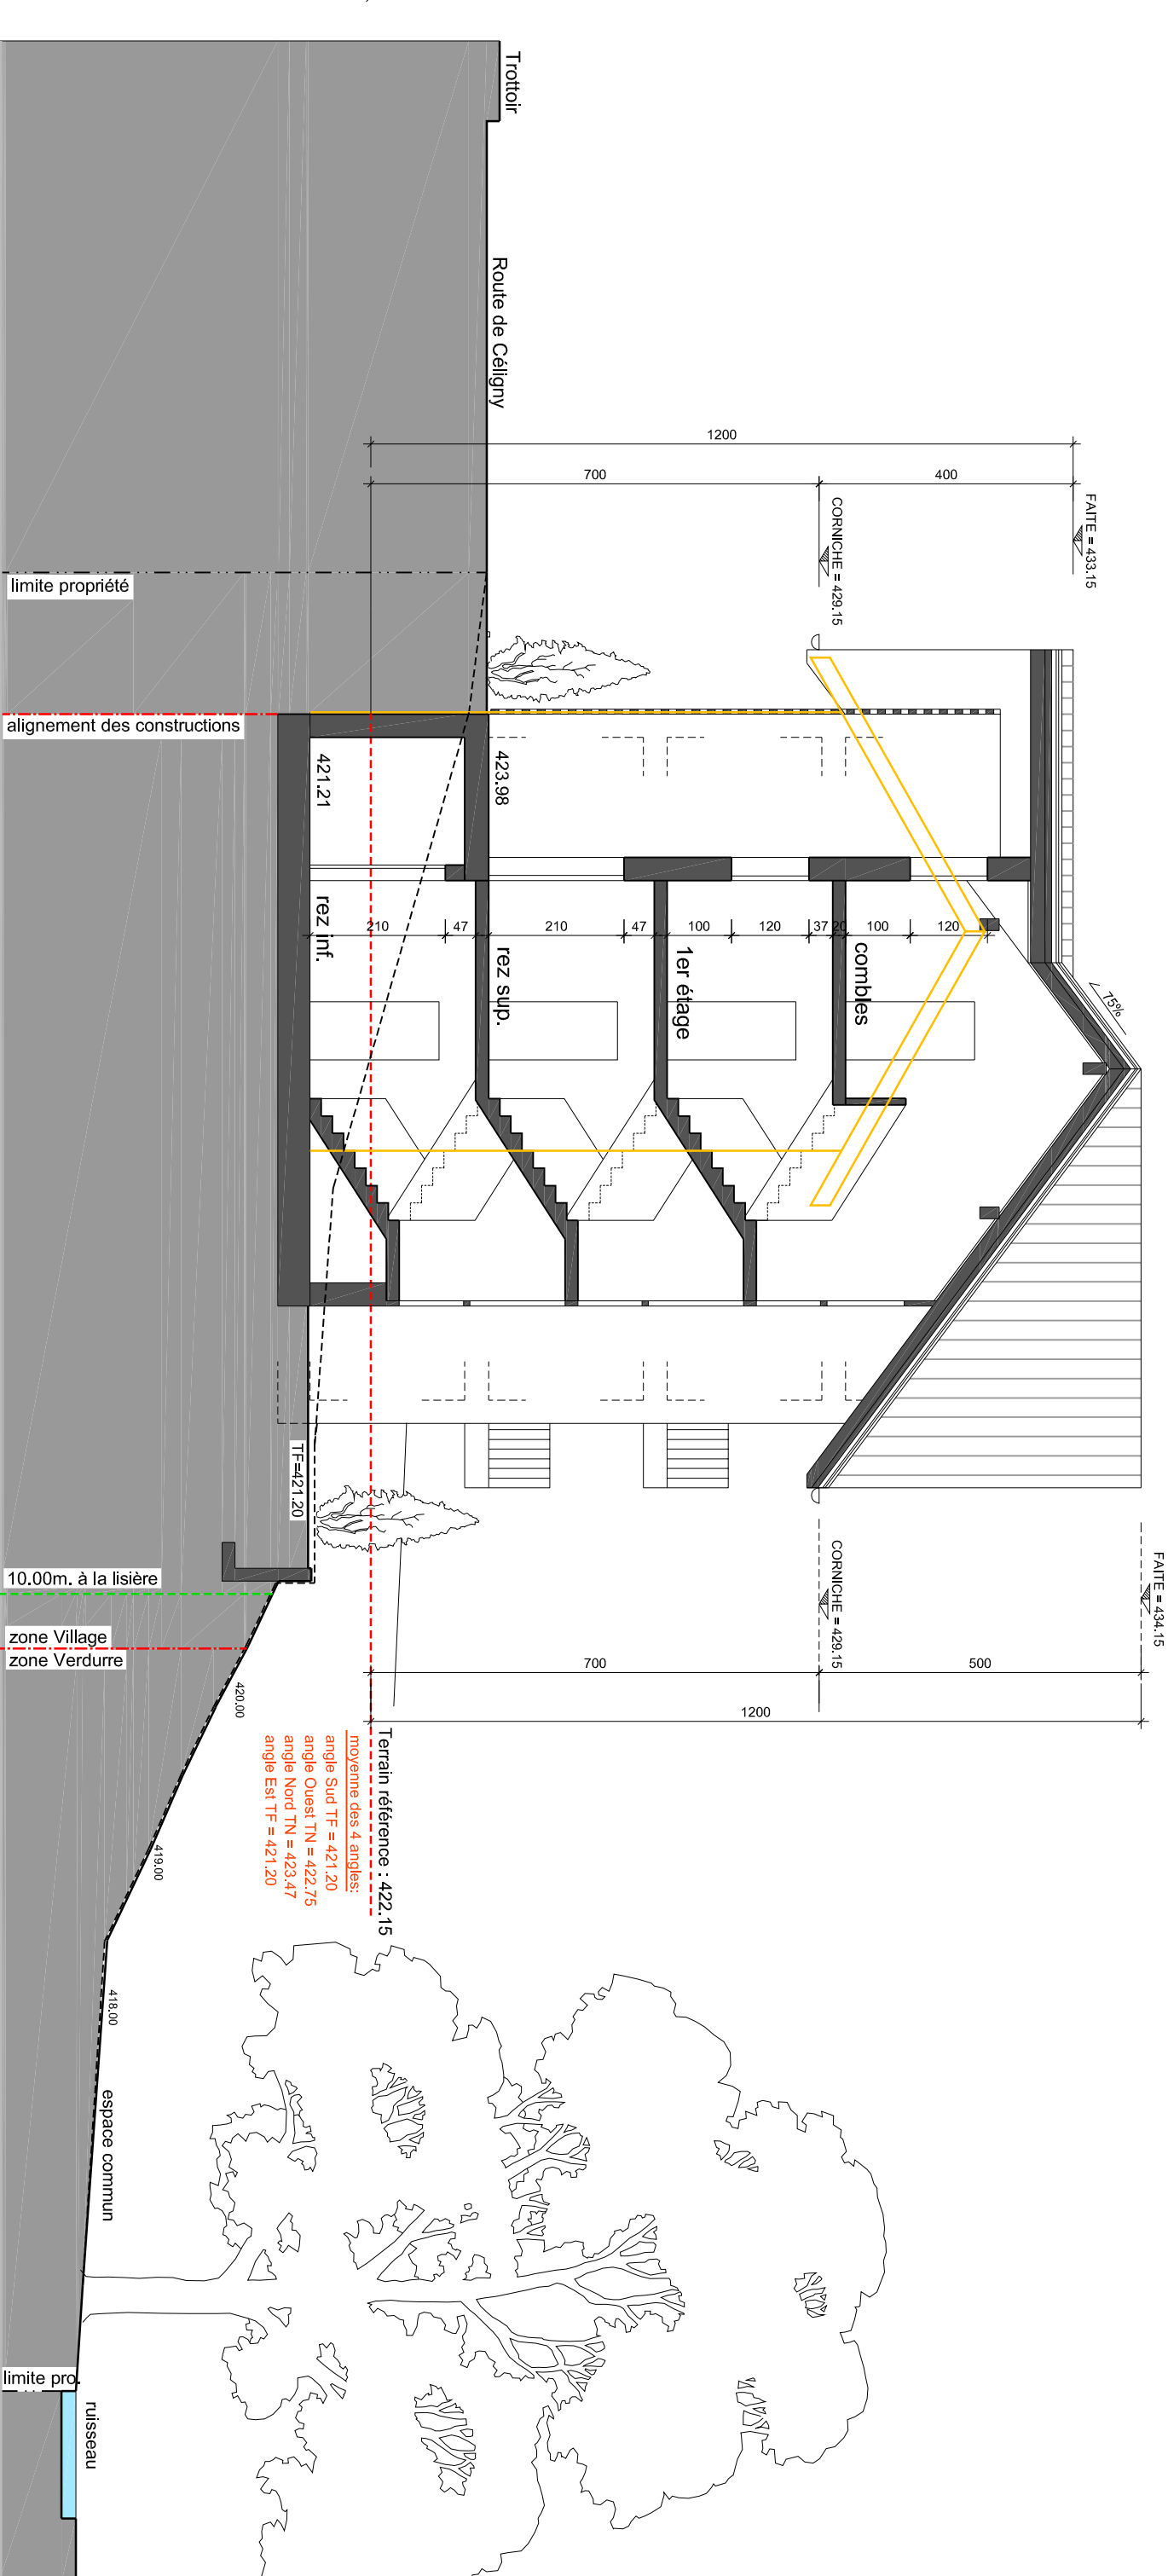 Trottoir
Route de Céligny
1200
700
400
FAITE = 433.15
CORNICHE = 429.15
limite propriété
alignement des constructions
421.21
423.98
rez inf.
rez sup.
1er étage
combles
210
47
210
47
100
120
37
20
100
120
75%
TF=421.20
10.00m. à la lisière
zone Village
zone Verdurre
FAITE = 434.15
CORNICHE = 429.15
700
500
1200
Terrain référence : 422.15
moyenne des 4 angles:
angle Sud TF = 421.20
angle Ouest TN = 422.75
angle Nord TN = 423.47
angle Est TF = 421.20
420.00
419.00
418.00
espace commun
limite pro.
ruisseau